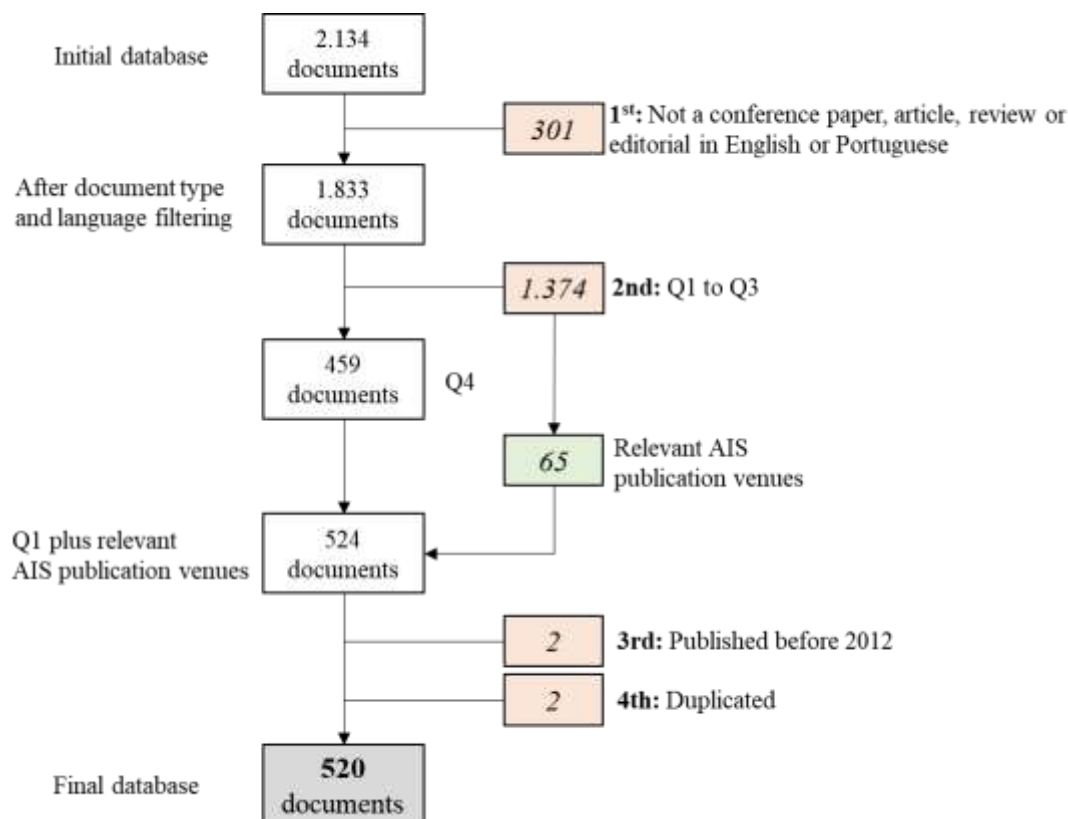 Initial database
2.134
documents
301
1st: Not a conference paper, article, review or
editorial in English or Portuguese
After document type
and language filtering
1.833
documents
1.374
2nd: Q1 to Q3
459
documents
Q4
65
Relevant AIS
publication venues
Q1 plus relevant
AIS publication venues
524
documents
2
3rd: Published before 2012
2
4th: Duplicated
Final database
520
documents